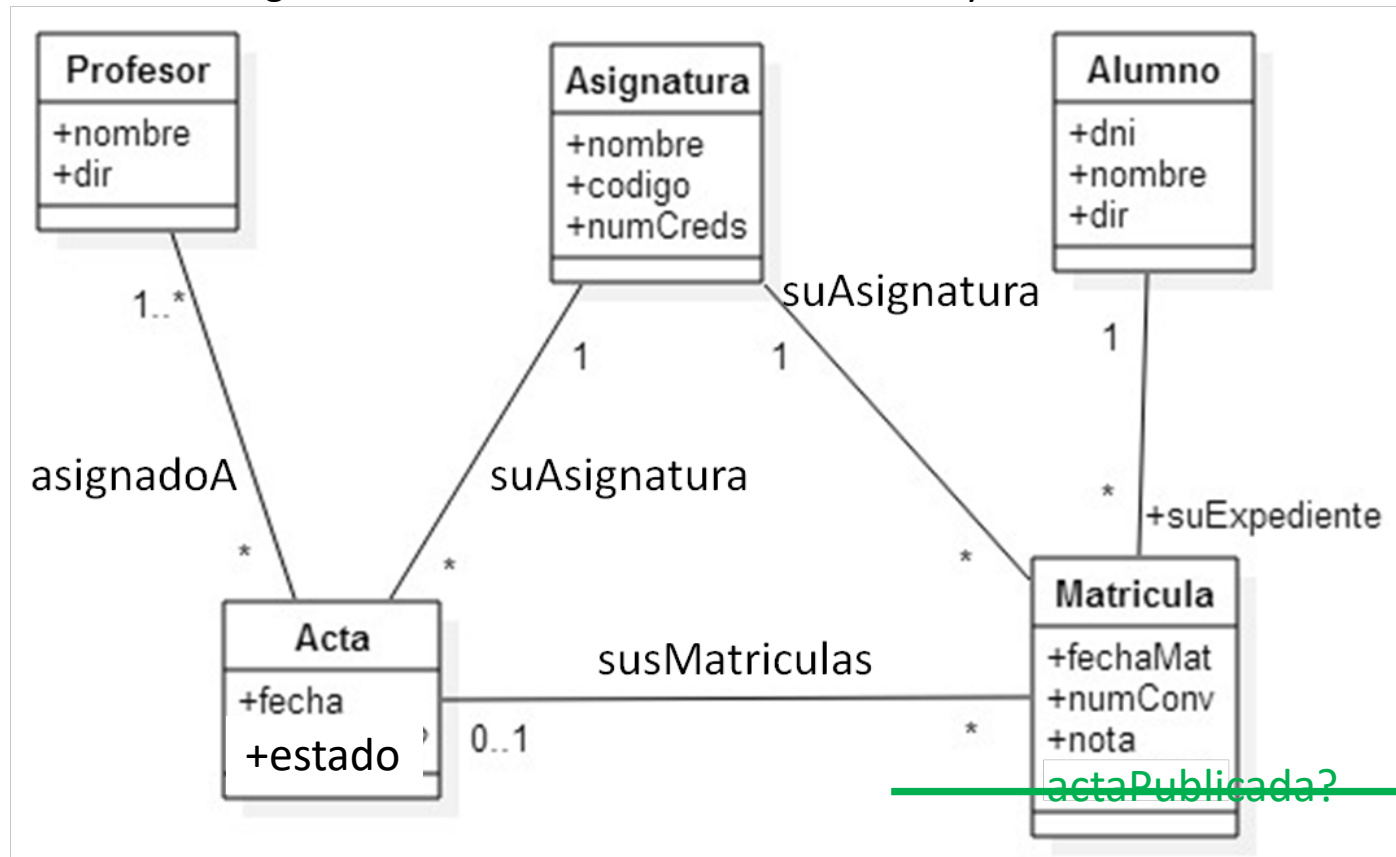 Profesor
+nombre
+dir
Asignatura
+nombre
+codigo
+numCreds
Alumno
+dni
+nombre
+dir
1..*
1
1
suAsignatura
1
asignadoA
suAsignatura
*
*
*
*
+suExpediente
Acta
+fecha
+estado
susMatriculas
0..1
*
Matricula
+fechaMat
+numConv
+nota
actaPublicada?